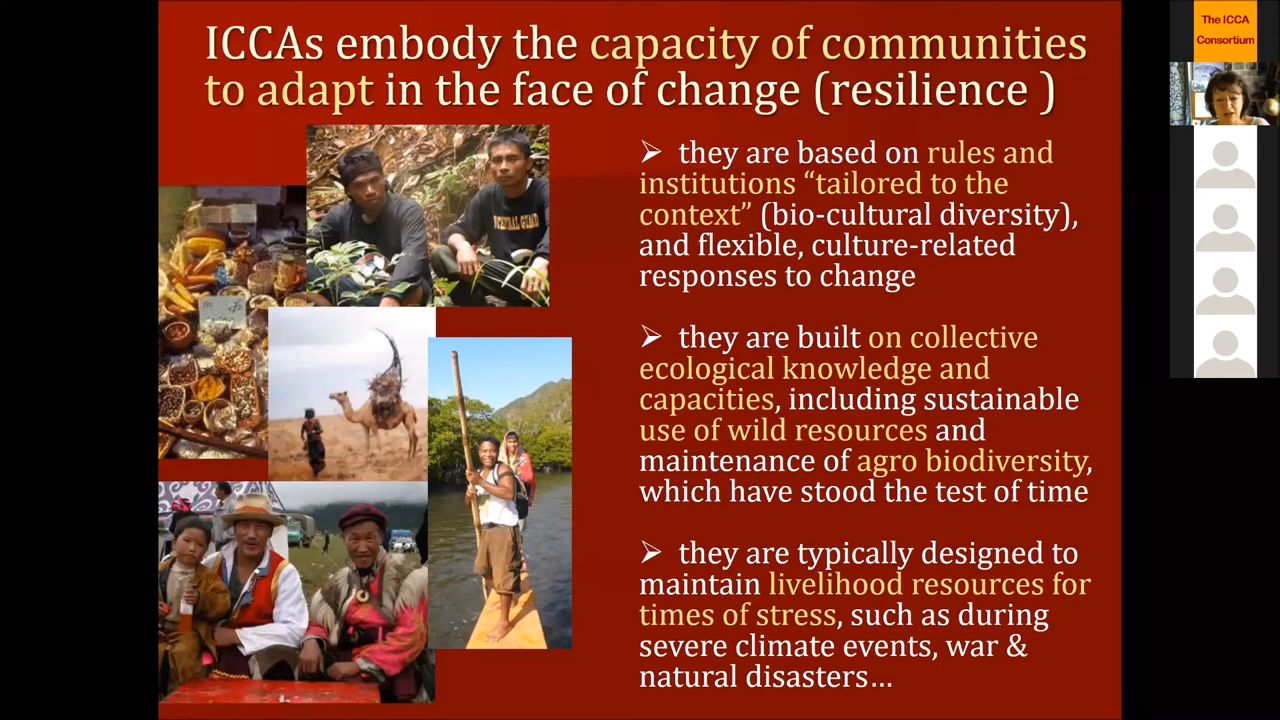 ICCAs embody the capacity of communities
to adapt in the face of change (resilience )
➢ they are based on rules and
institutions “tailored to the
context” (bio-cultural diversity),
and flexible, culture-related
responses to change
➢ they are built on collective
ecological knowledge and
capacities, including sustainable
use of wild resources and
maintenance of agro biodiversity,
which have stood the test of time
➢ they are typically designed to
maintain livelihood resources for
times of stress, such as during
severe climate events, war &
natural disasters…
The ICCA
Consortium